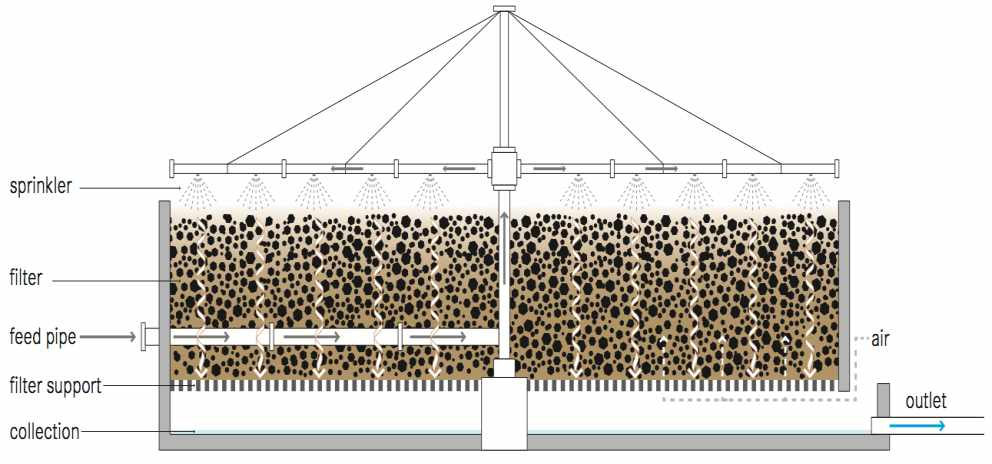 sprinkler
filter
feed pipe
air
filter support
outlet
collection